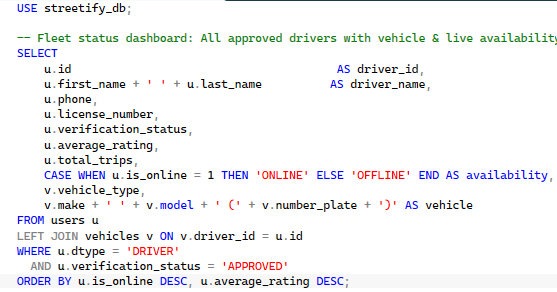 USE streetify_db;
-- Fleet status dashboard: All approved drivers with vehicle & live availability
SELECT
u.id AS driver_id,
u.first_name + ' ' + u.last_name AS driver_name,
u.phone,
u.license_number,
u.verification_status,
u.average_rating,
u.total_trips,
CASE WHEN u.is_online = 1 THEN 'ONLINE' ELSE 'OFFLINE' END AS availability,
v.vehicle_type,
v.make + ' ' + v.model + ' (' + v.number_plate + ')' AS vehicle
FROM users u
LEFT JOIN vehicles v ON v.driver_id = u.id
WHERE u.dtype = 'DRIVER'
AND u.verification_status = 'APPROVED'
ORDER BY u.is_online DESC, u.average_rating DESC;